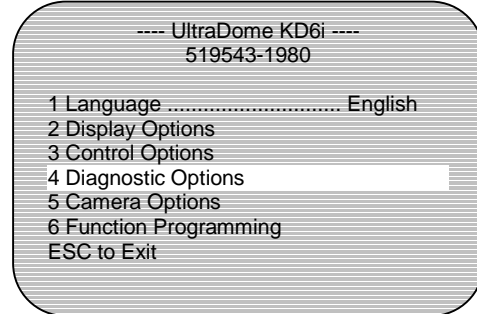 ---- UltraDome KD6i ----
519543-1980
1 Language ............................. English
2 Display Options
3 Control Options
4 Diagnostic Options
5 Camera Options
6 Function Programming
ESC to Exit